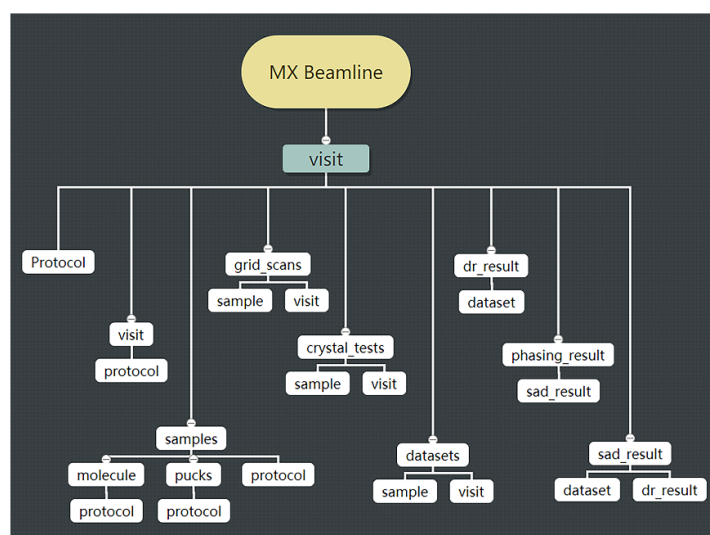 MX Beamline
visit
Protocol
grid_scans
dr_result
sample
visit
dataset
visit
crystal_tests
phasing_result
protocol
sample
visit
sad_result
samples
datasets
sad_result
molecule
pucks
protocol
sample
visit
dataset
dr_result
protocol
protocol